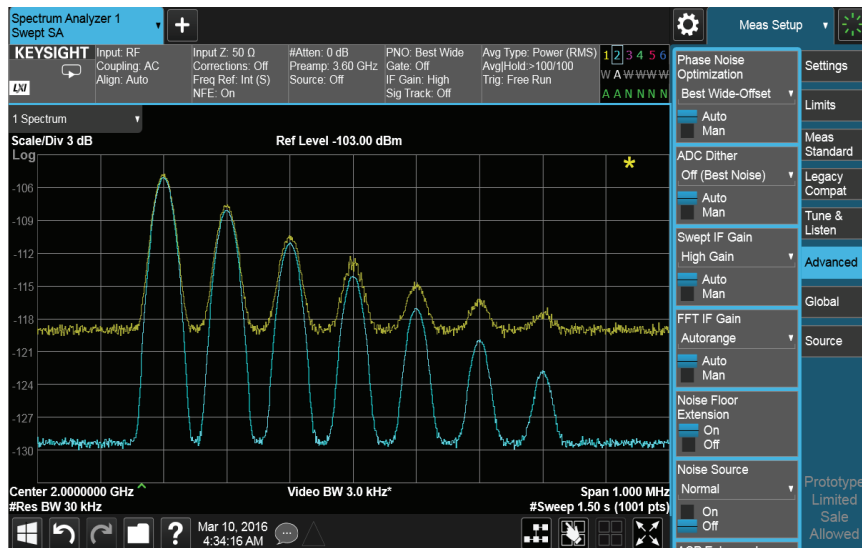 Spectrum Analyzer 1
Swept SA
Meas Setup
KEYSIGHT
LXI
Input: RF
Coupling: AC
Align: Auto
Input Z: 50 Ω
Corrections: Off
Freq Ref: Int (S)
NFE: On
#Atten: 0 dB
Preamp: 3.60 GHz
Source: Off
PNO: Best Wide
Gate: Off
IF Gain: High
Sig Track: Off
Avg Type: Power (RMS)
Avg|Hold:>100/100
Trig: Free Run
1 2 3 4 5 6
W A W W W W
A A N N N N
1 Spectrum
Scale/Div 3 dB
Ref Level -103.00 dBm
Log
-106
-109
-112
-115
-118
-121
-124
-127
-130
Center 2.0000000 GHz
#Res BW 30 kHz
Video BW 3.0 kHz*
Span 1.000 MHz
#Sweep 1.50 s (1001 pts)
Mar 10, 2016
4:34:16 AM
Phase Noise
Optimization
Best Wide-Offset
Auto
Man
ADC Dither
Off (Best Noise)
Auto
Man
Swept IF Gain
High Gain
Auto
Man
FFT IF Gain
Autorange
Auto
Man
Noise Floor
Extension
On
Off
Noise Source
Normal
On
Off
Settings
Limits
Meas
Standard
Legacy
Compat
Tune &
Listen
Advanced
Global
Source
Prototype
Limited
Sale
Allowed